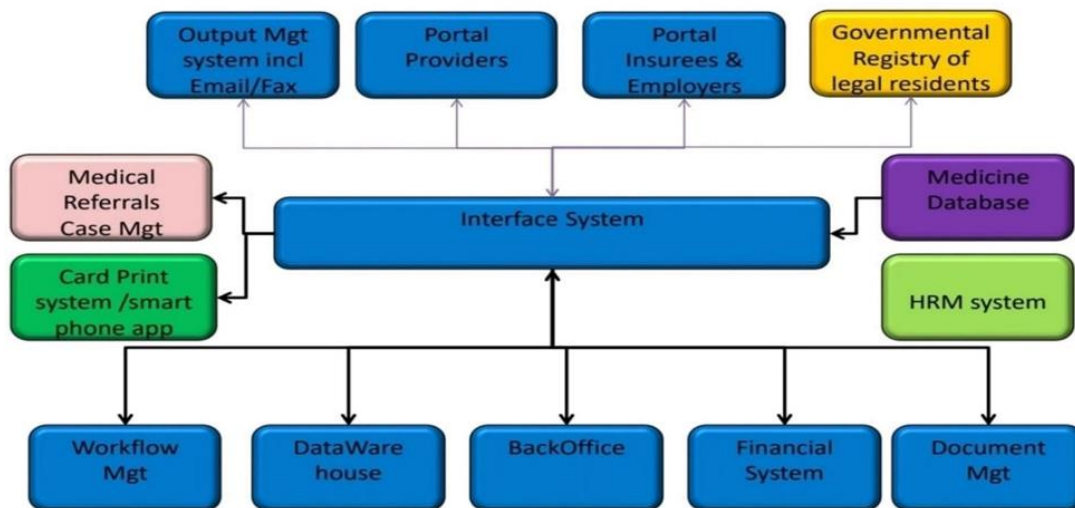 Output Mgt
system incl
Email/Fax
Portal
Providers
Portal
Insurees &
Employers
Governmental
Registry of
legal residents
Medical
Referrals
Case Mgt
Interface System
Medicine
Database
Card Print
system /smart
phone app
HRM system
Workflow
Mgt
DataWare
house
BackOffice
Financial
System
Document
Mgt